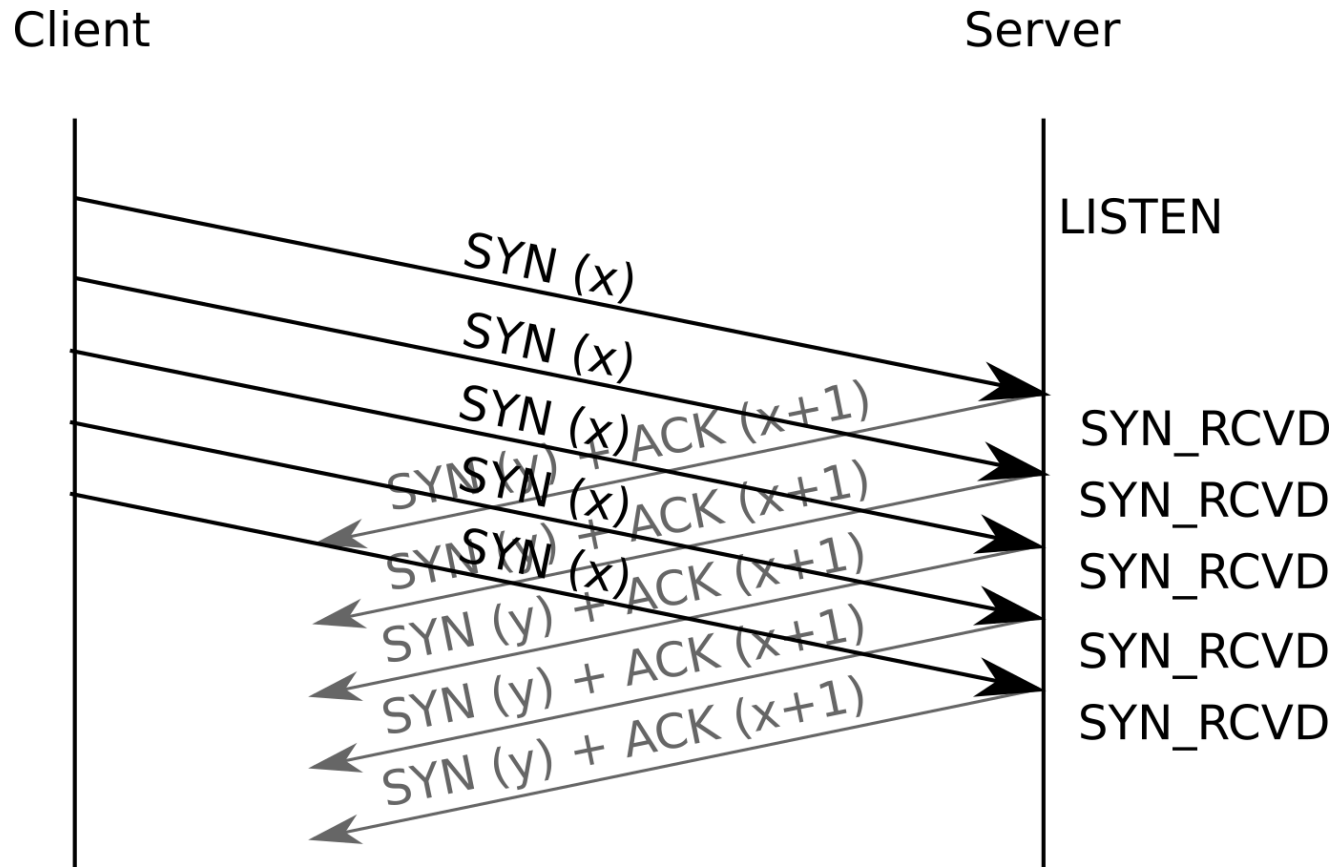 Client
Server
LISTEN
SYN (x)
SYN (x)
SYN (x)
SYN (x)
SYN (x)
SYN (y) + ACK (x+1)
SYN (y) + ACK (x+1)
SYN (y) + ACK (x+1)
SYN (y) + ACK (x+1)
SYN (y) + ACK (x+1)
SYN_RCVD
SYN_RCVD
SYN_RCVD
SYN_RCVD
SYN_RCVD